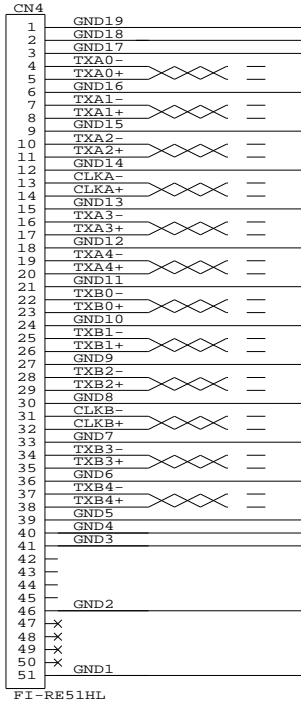 CN4
1 GND19
2 GND18
3 GND17
4 TXA0-
5 TXA0+
6 GND16
7 TXA1-
8 TXA1+
9 GND15
10 TXA2-
11 TXA2+
12 GND14
13 CLKA-
14 CLKA+
15 GND13
16 TXA3-
17 TXA3+
18 GND12
19 TXA4-
20 TXA4+
21 GND11
22 TXB0-
23 TXB0+
24 GND10
25 TXB1-
26 TXB1+
27 GND9
28 TXB2-
29 TXB2+
30 GND8
31 CLKB-
32 CLKB+
33 GND7
34 TXB3-
35 TXB3+
36 GND6
37 TXB4-
38 TXB4+
39 GND5
40 GND4
41 GND3
42
43
44
45
46 GND2
47
48
49
50
51 GND1
FI-RE51HL